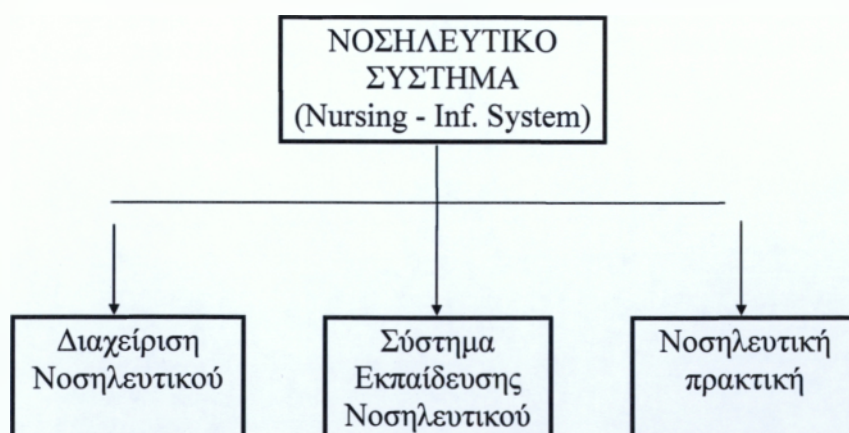 ΝΟΣΗΛΕΥΤΙΚΟ
ΣΥΣΤΗΜΑ
(Nursing - Inf. System)
Διαχείριση
Νοσηλευτικού
Σύστημα
Εκπαίδευσης
Νοσηλευτικού
Νοσηλευτική
πρακτική